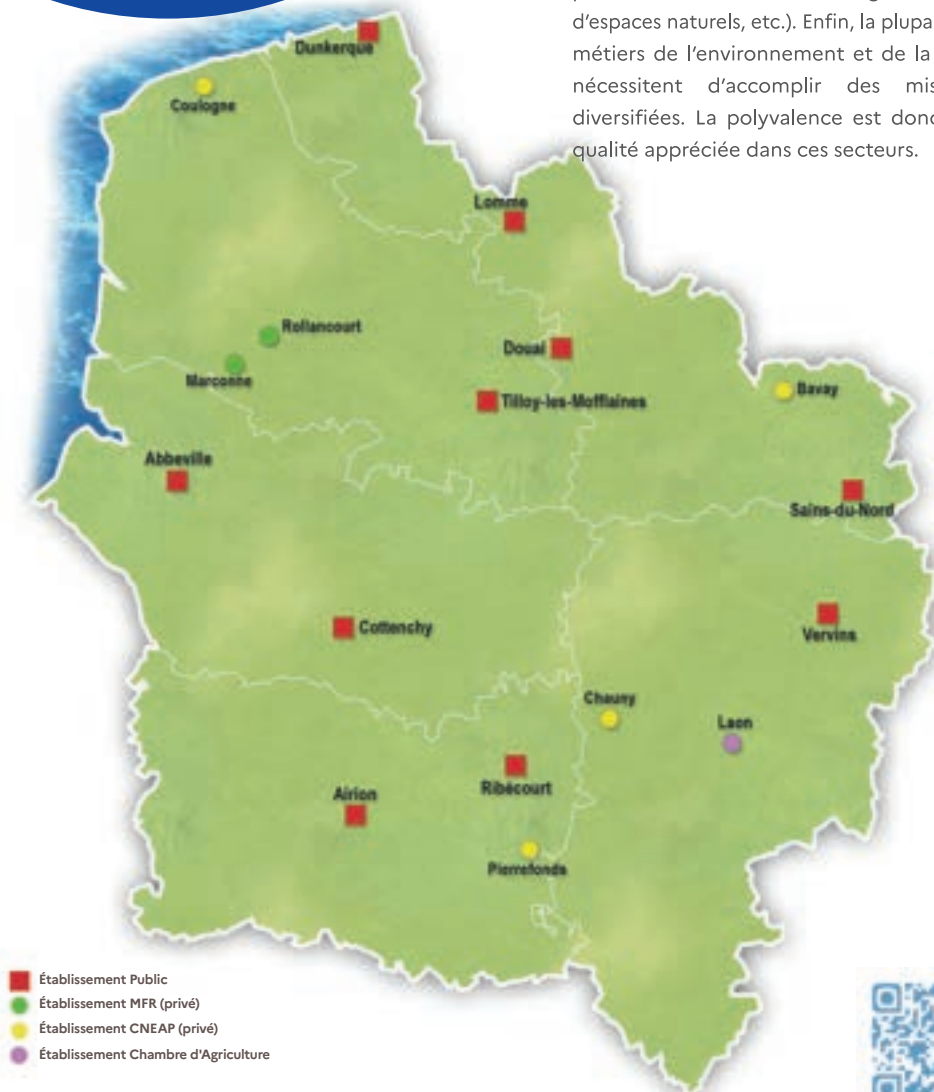 d'espaces naturels, etc.). Enfin, la plupa
métiers de l'environnement et de la
nécessitent d'accomplir des mis
diversifiées. La polyvalence est donc
qualité appréciée dans ces secteurs.
Dunkerque
Coulogne
Lomme
Rollancourt
Marconne
Douai
Bavay
Tilloy-les-Mofflaines
Abbeville
Sains-du-Nord
Cottenchy
Vervins
Chauny
Laon
Ribécourt
Airion
Pierrefonds
Établissement Public
Établissement MFR (privé)
Établissement CNEAP (privé)
Établissement Chambre d'Agriculture